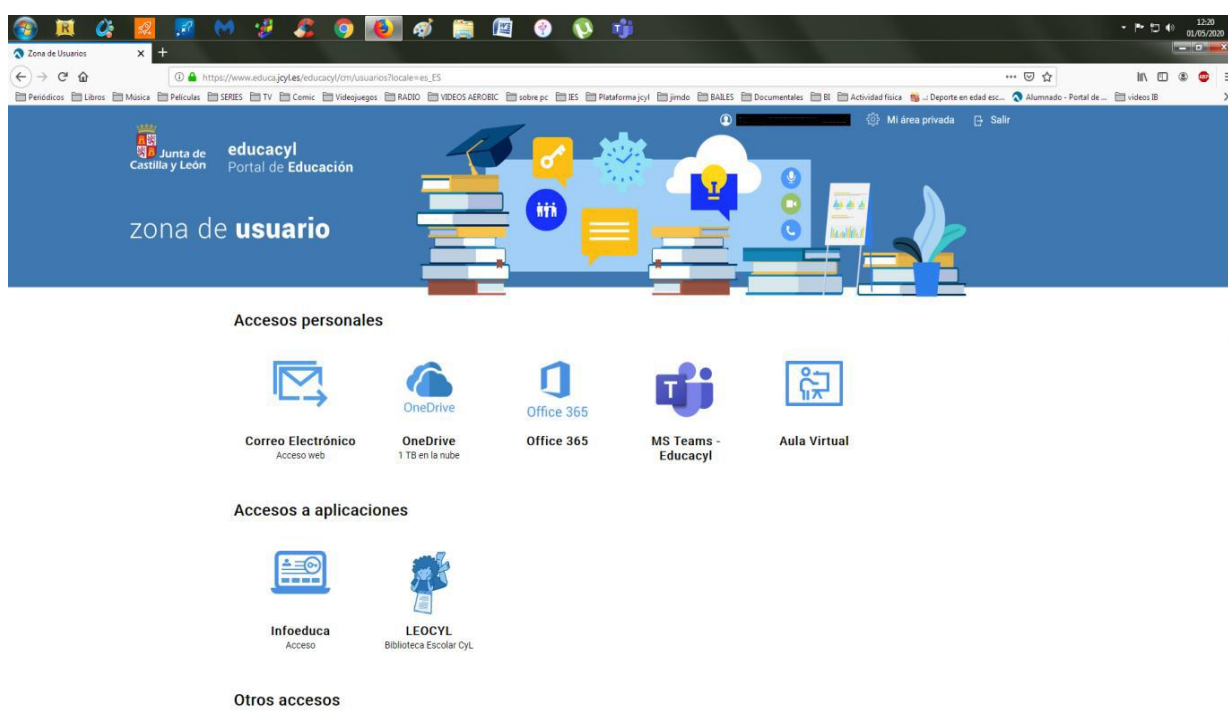 12:20
01/05/2020
Zona de Usuarios
https://www.educa.jcyl.es/educacyl/cm/usuarios?locale=es_ES
Periódicos Libros Música Películas SERIES TV Comic Videojuegos RADIO VIDEOS AEROBIC sobre pc IES Plataforma jcyl jimdo BAILES Documentales BI Actividad física ..: Deporte en edad esc... Alumnado - Portal de ... videos IB
Mi área privada Salir
Junta de
Castilla y León
educacyl
Portal de Educación
zona de usuario
Accesos personales
OneDrive
Office 365
T
Correo Electrónico
Acceso web
OneDrive
1 TB en la nube
Office 365
MS Teams -
Educacyl
Aula Virtual
Accesos a aplicaciones
Infoeduca
Acceso
LEOCYL
Biblioteca Escolar CyL
Otros accesos